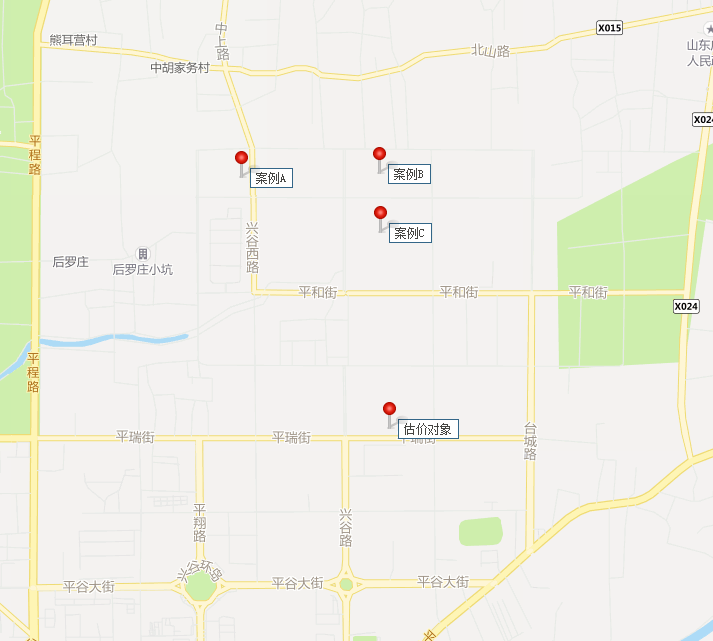 熊耳营村
中上路
X015
中胡家务村
北山路
山东
人民
X024
平程路
案例A
案例B
案例C
兴谷西路
后罗庄
后罗庄小坑
平和街
平和街
平和街
X024
平程路
估价对象
平瑞街
平瑞街
平瑞街
台城路
平翔路
兴谷路
兴谷环岛
平谷大街
平谷大街
平谷大街